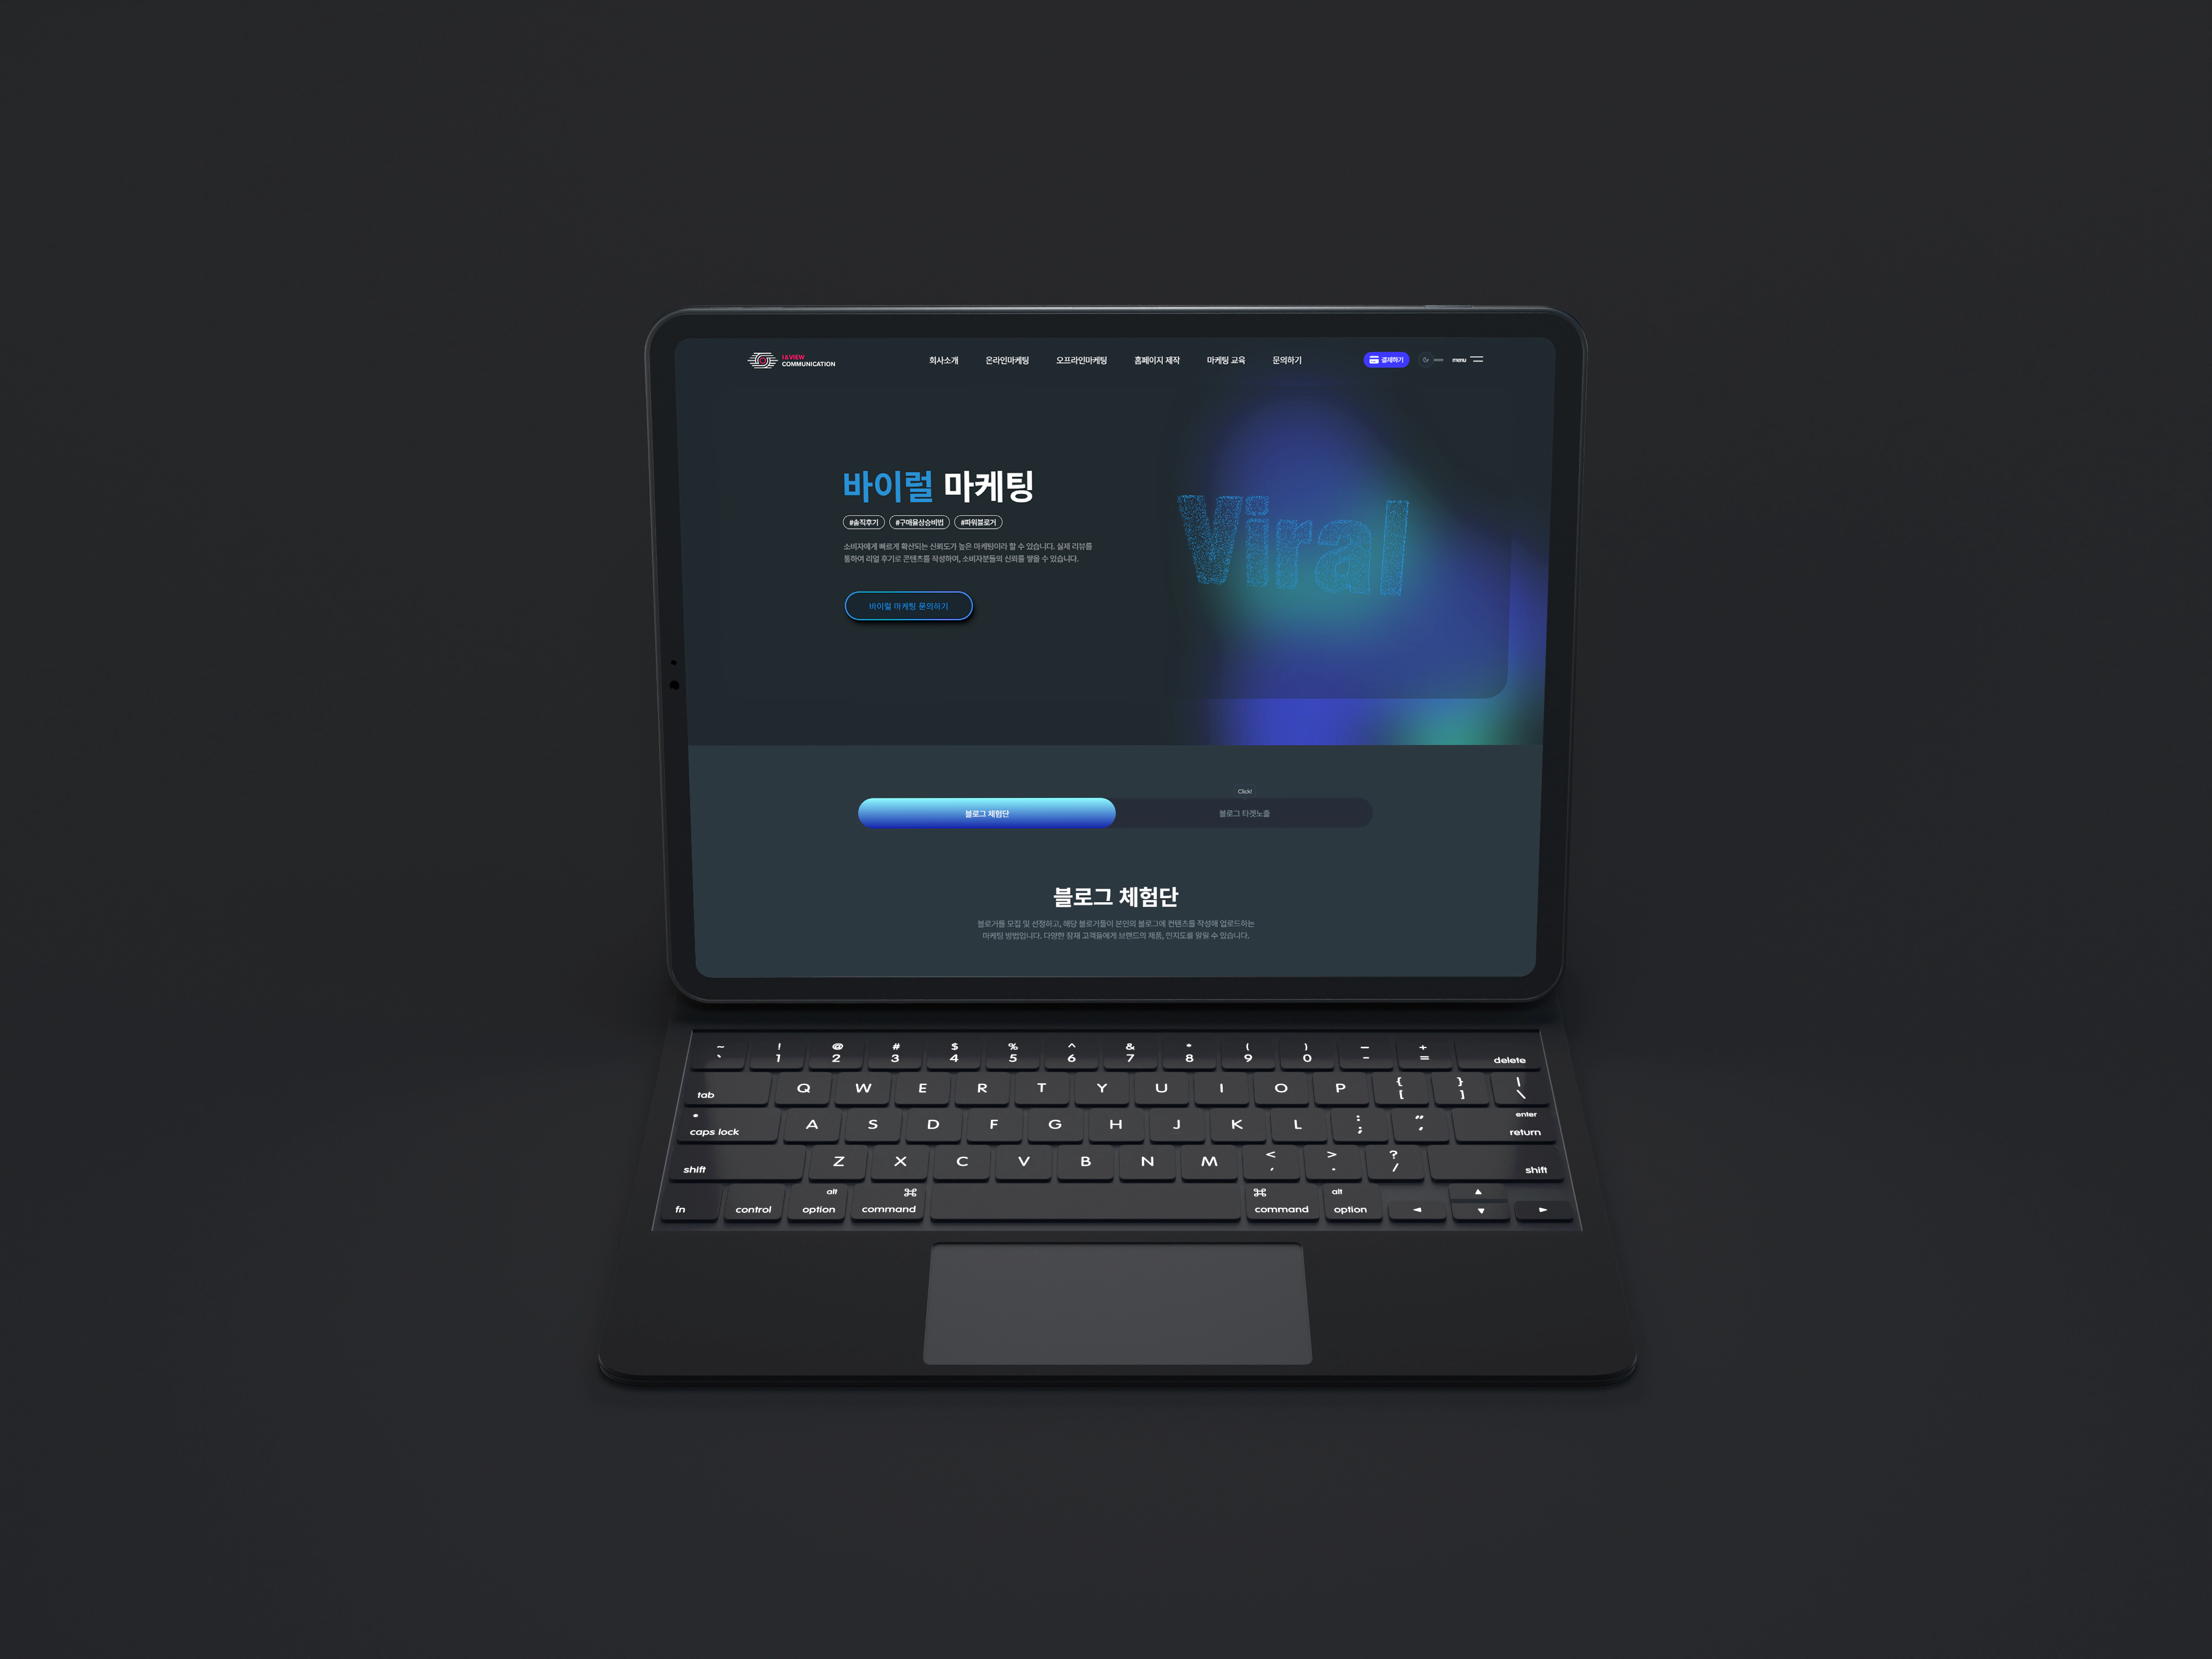 I&VIEW
COMMUNICATION
회사소개 온라인마케팅 오프라인마케팅 홈페이지 제작 마케팅 교육 문의하기 결제하기 menu
바이럴 마케팅
#솔직후기 #구매율상승비법 #파워블로거
소비자에게 빠르게 확산되는 신뢰도가 높은 마케팅이라 할 수 있습니다. 실제 리뷰를
통하여 리얼 후기로 콘텐츠를 작성하여, 소비자분들의 신뢰를 쌓을 수 있습니다.
바이럴 마케팅 문의하기
Viral
Click!
블로그 체험단 블로그 타겟노출
블로그 체험단
블로거를 모집 및 선정하고, 해당 블로거들이 본인의 블로그에 컨텐츠를 작성해 업로드하는
마케팅 방법입니다. 다양한 잠재 고객들에게 브랜드의 제품, 인지도를 알릴 수 있습니다.
~ ! @ # $ % ^ & * ( ) — +
` 1 2 3 4 5 6 7 8 9 0 - = delete
tab Q W E R T Y U I O P { [ } ] | \
caps lock A S D F G H J K L : ; " ' enter return
shift Z X C V B N M < , > . ? / shift
fn control alt option ⌘ command ⌘ command alt option ◀ ▲ ▼ ▶